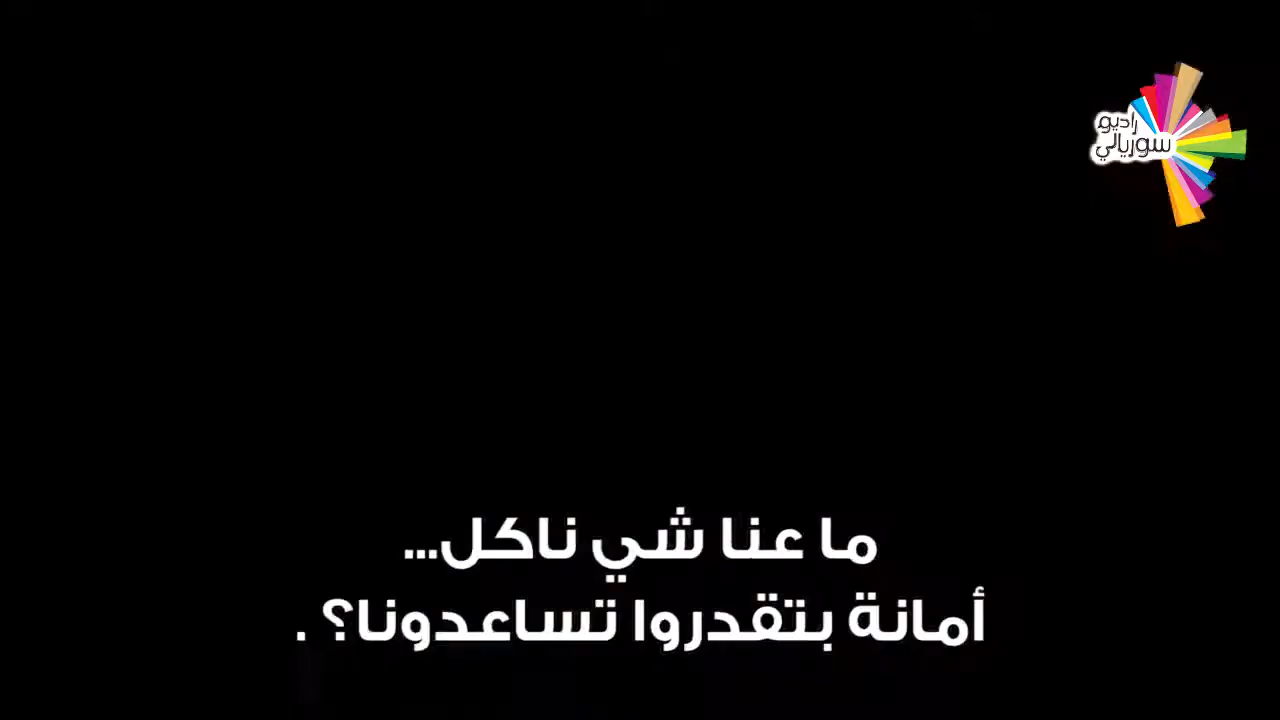 راديو
سوريالي
ما عنا شي ناكل...
أمانة بتقدروا تساعدونا؟ .